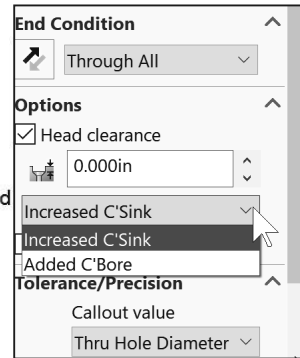 End Condition
Through All
Options
Head clearance
0.000in
d
Increased C'Sink
Increased C'Sink
Added C'Bore
Tolerance/Precision
Callout value
Thru Hole Diameter